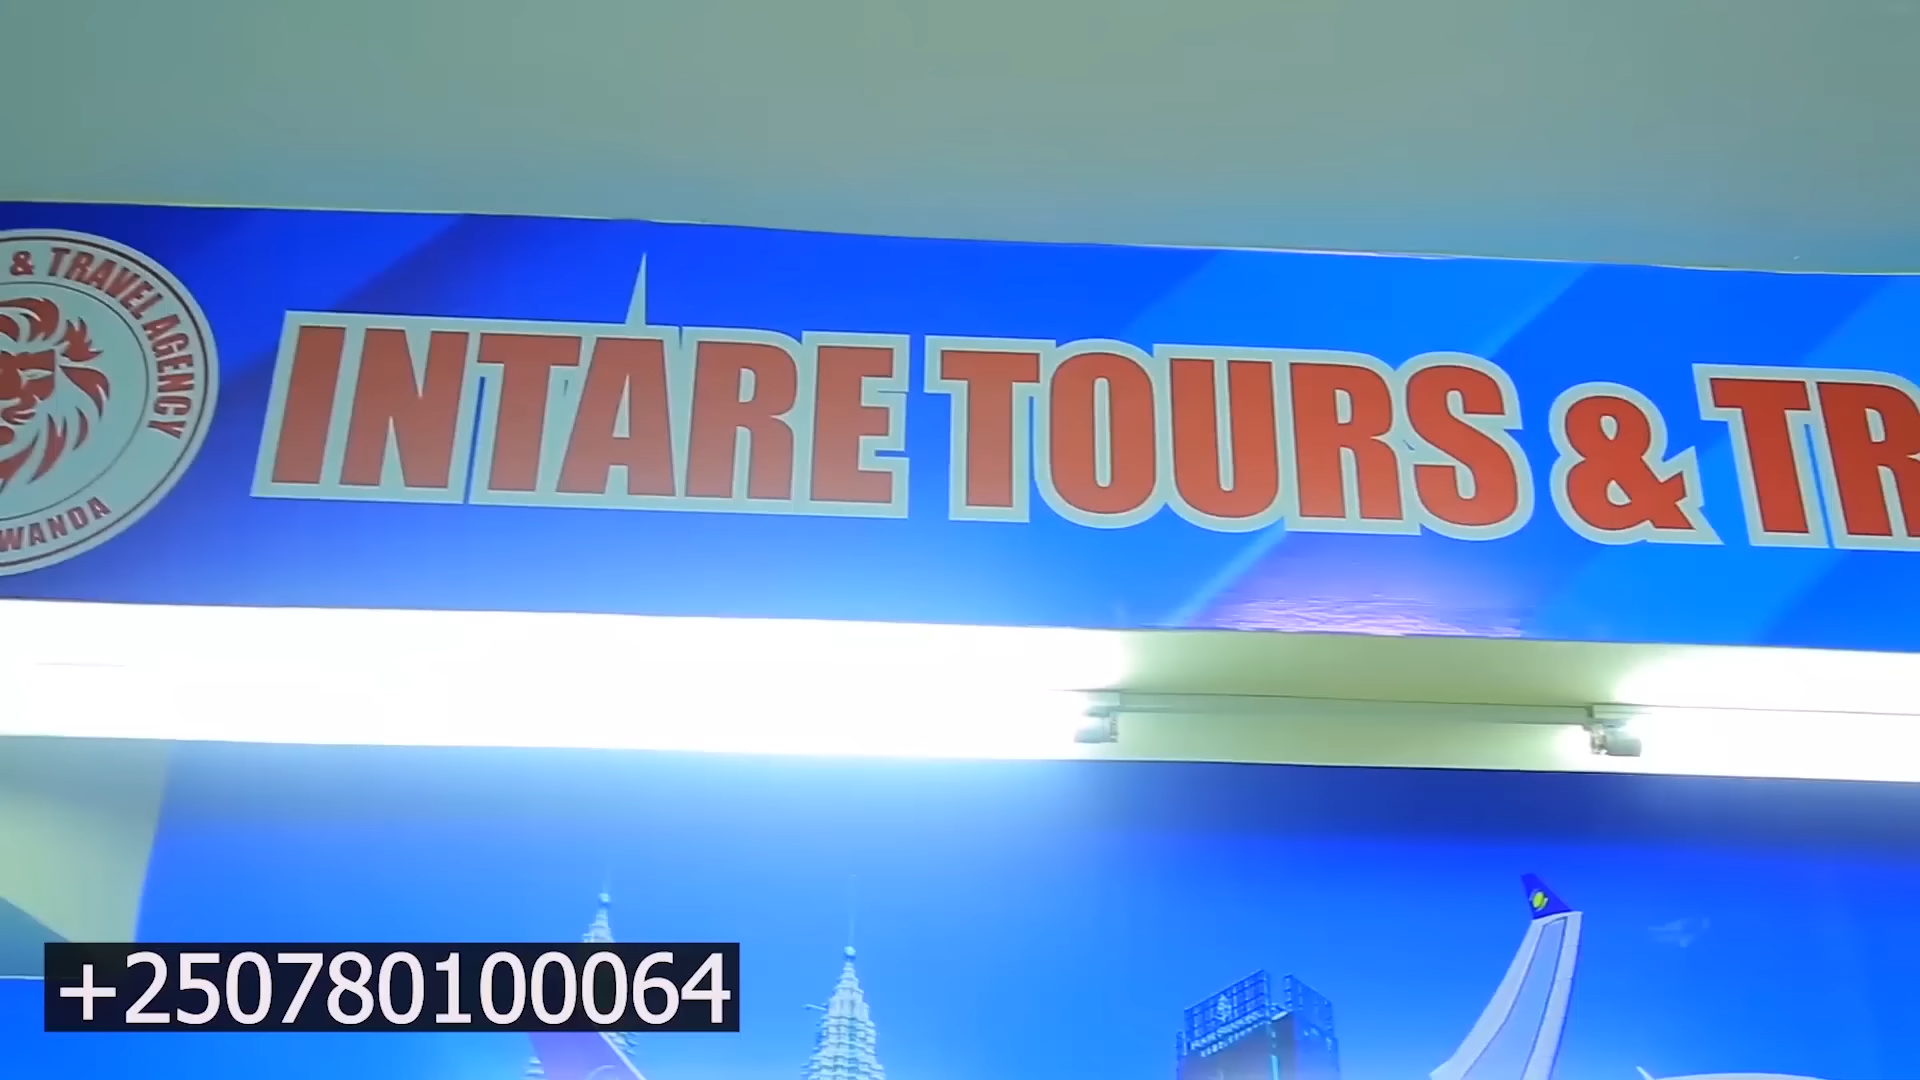 & TRAVEL AGENCY
WANDA
INTARE TOURS & TR
+250780100064